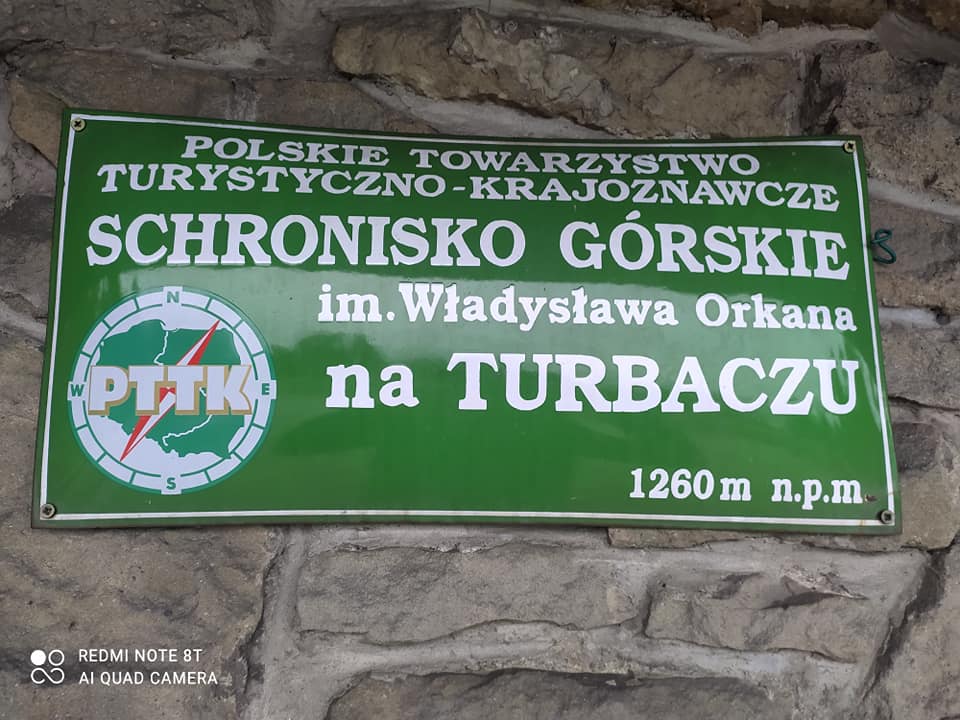 POLSKIE TOWARZYSTWO
TURYSTYCZNO-KRAJOZNAWCZE
SCHRONISKO GÓRSKIE
im. Władysława Orkana
na TURBACZU
1260 m n.p.m.
N
W PTTK E
S
REDMI NOTE 8T
AI QUAD CAMERA